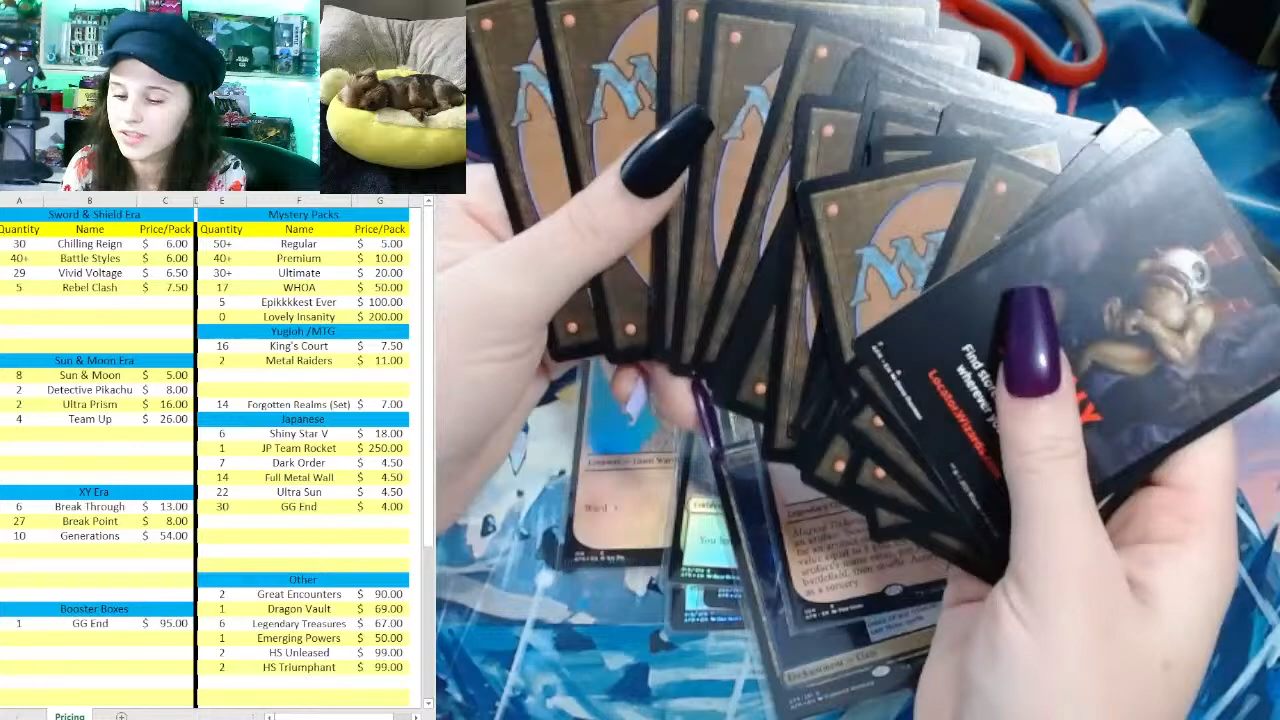 A B C E F G
Sword & Shield Era
Quantity Name Price/Pack
30 Chilling Reign $ 6.00
40+ Battle Styles $ 6.00
29 Vivid Voltage $ 6.50
5 Rebel Clash $ 7.50
Sun & Moon Era
8 Sun & Moon $ 5.00
2 Detective Pikachu $ 8.00
2 Ultra Prism $ 16.00
4 Team Up $ 26.00
XY Era
6 Break Through $ 13.00
27 Break Point $ 8.00
10 Generations $ 54.00
Booster Boxes
1 GG End $ 95.00
Pricing
Mystery Packs
Quantity Name Price/Pack
50+ Regular $ 5.00
40+ Premium $ 10.00
30+ Ultimate $ 20.00
17 WHOA $ 50.00
5 Epikkkkest Ever $ 100.00
0 Lovely Insanity $ 200.00
Yugioh /MTG
16 King's Court $ 7.50
2 Metal Raiders $ 11.00
14 Forgotten Realms (Set) $ 7.00
Japanese
6 Shiny Star V $ 18.00
1 JP Team Rocket $ 250.00
7 Dark Order $ 4.50
14 Full Metal Wall $ 4.50
22 Ultra Sun $ 4.50
30 GG End $ 4.00
Other
2 Great Encounters $ 90.00
1 Dragon Vault $ 69.00
6 Legendary Treasures $ 67.00
1 Emerging Powers $ 50.00
2 HS Unleased $ 99.00
2 HS Triumphant $ 99.00
Find
wherever
Locator.Wizards.com
Ward
You
as a sorcery
Enchantment — Class